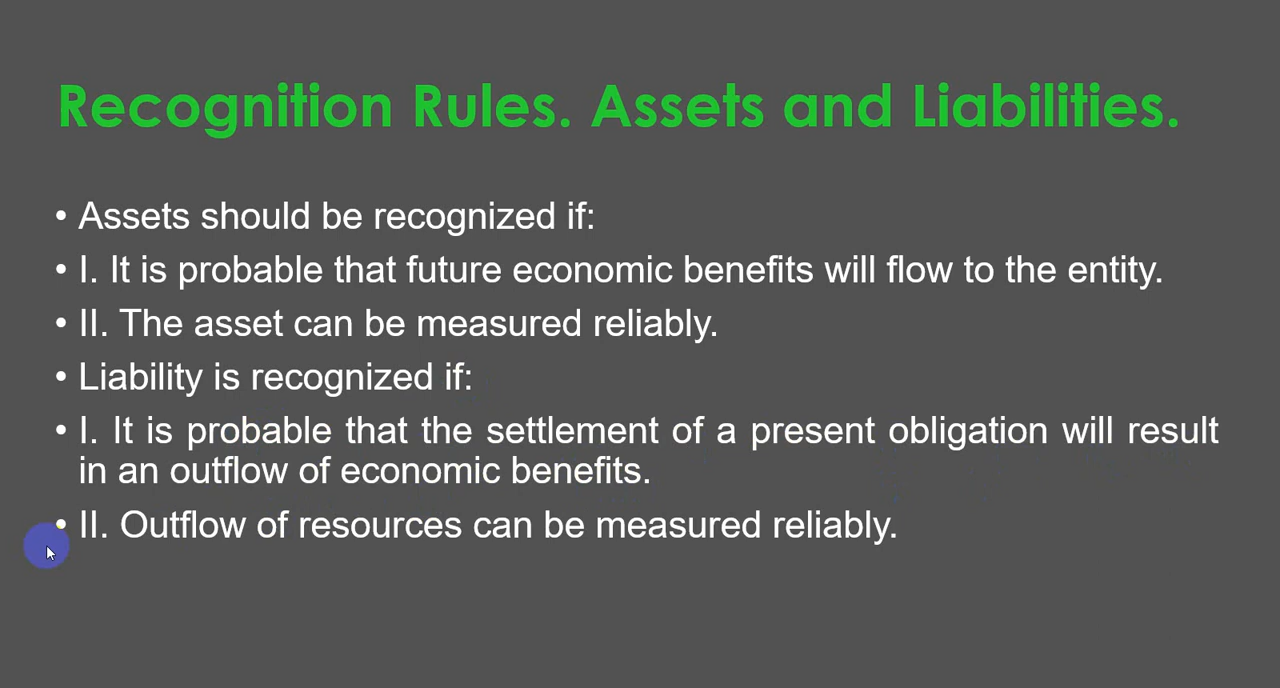 Recognition Rules. Assets and Liabilities.
• Assets should be recognized if:
• I. It is probable that future economic benefits will flow to the entity.
• II. The asset can be measured reliably.
• Liability is recognized if:
• I. It is probable that the settlement of a present obligation will result
in an outflow of economic benefits.
• II. Outflow of resources can be measured reliably.